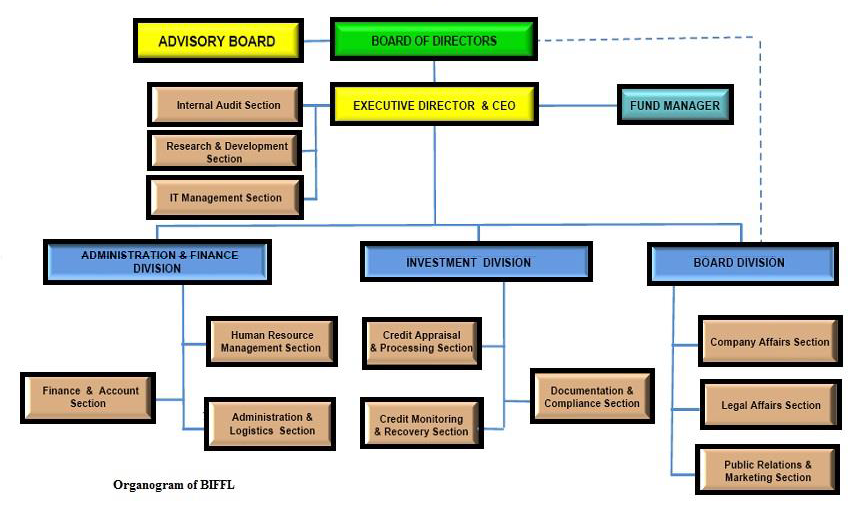 ADVISORY BOARD
BOARD OF DIRECTORS
Internal Audit Section
EXECUTIVE DIRECTOR & CEO
FUND MANAGER
Research & Development
Section
IT Management Section
ADMINISTRATION & FINANCE
DIVISION
INVESTMENT DIVISION
BOARD DIVISION
Human Resource
Management Section
Credit Appraisal
& Processing Section
Company Affairs Section
Finance & Account
Section
Documentation &
Compliance Section
Legal Affairs Section
Administration &
Logistics Section
Credit Monitoring
& Recovery Section
Public Relations &
Marketing Section
Organogram of BIFFL